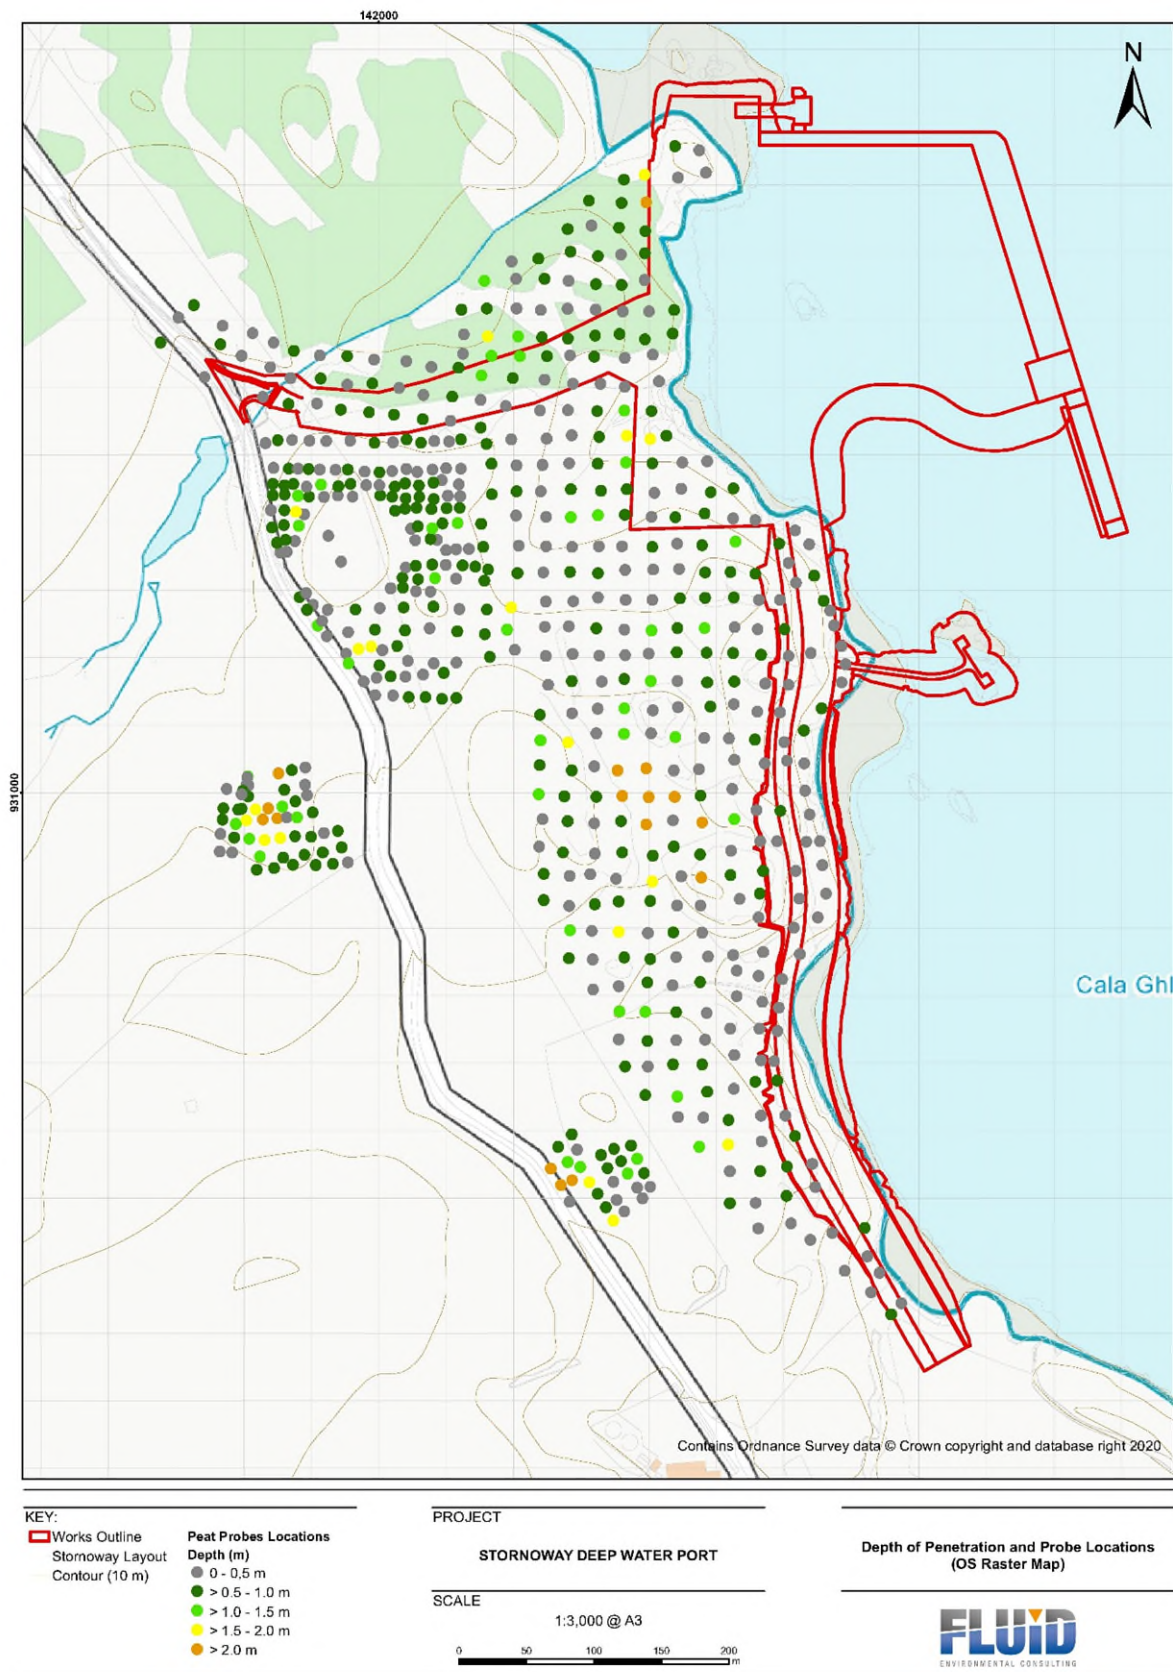 142000
N
931000
Cala Ghl
Contains Ordnance Survey data © Crown copyright and database right 2020
KEY:
Works Outline
Stornoway Layout
Contour (10 m)
Peat Probes Locations
Depth (m)
0 - 0,5 m
> 0.5 - 1.0 m
> 1.0 - 1.5 m
> 1.5 - 2.0 m
> 2.0 m
PROJECT
STORNOWAY DEEP WATER PORT
SCALE
1:3,000 @ A3
0 50 100 150 200
m
Depth of Penetration and Probe Locations
(OS Raster Map)
FLUID
ENVIRONMENTAL CONSULTING